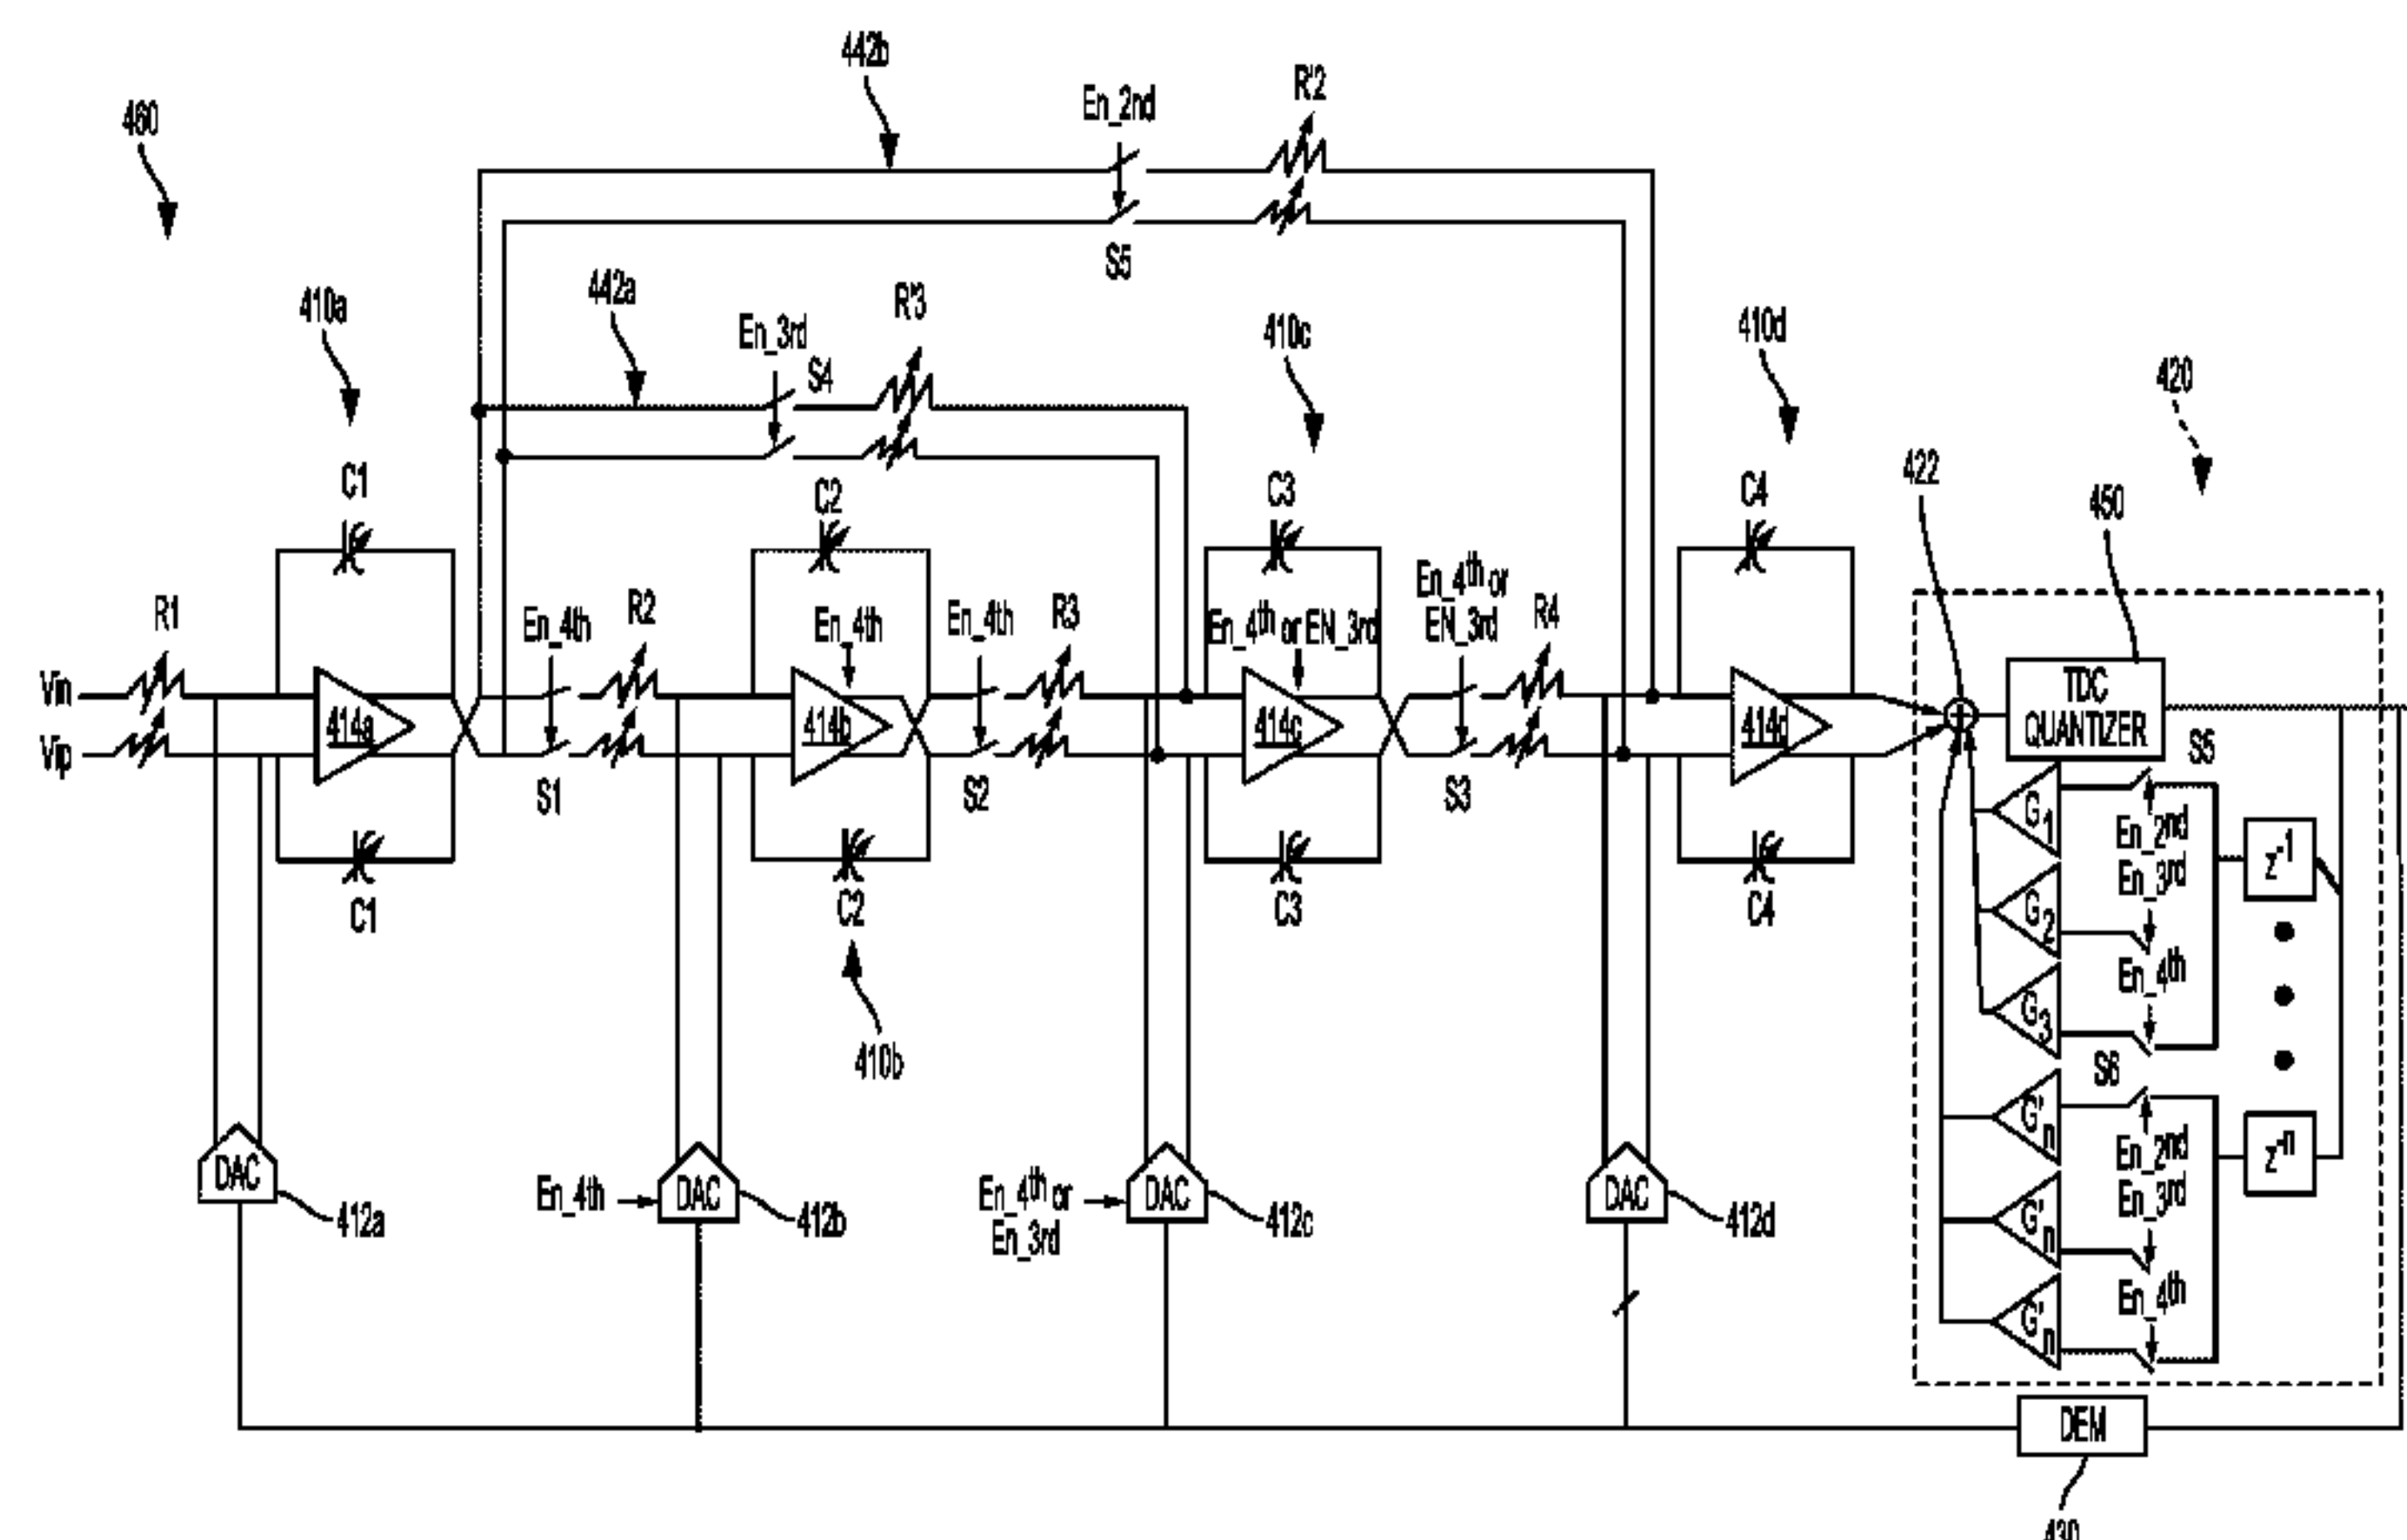 442b
En_2nd
R'2
460
S5
442a
R'3
410a
En_3rd
S4
410c
410d
420
C1
C2
C3
C4
422
450
R1
En_4th
R2
En_4th
En_4th
R3
En_4th or EN_3rd
En_4th or
EN_3rd
R4
Vin
Vip
414a
414b
414c
414d
TDC
QUANTIZER
S1
S2
S3
S5
G1
En_2nd
En_3rd
z-1
C1
C2
C3
C4
G2
En_4th
G3
410b
S6
G'n
En_2nd
En_3rd
z-n
G'n
En_4th
G'n
DAC
412a
En_4th
DAC
412b
En_4th or
En_3rd
DAC
412c
DAC
412d
DEM
430